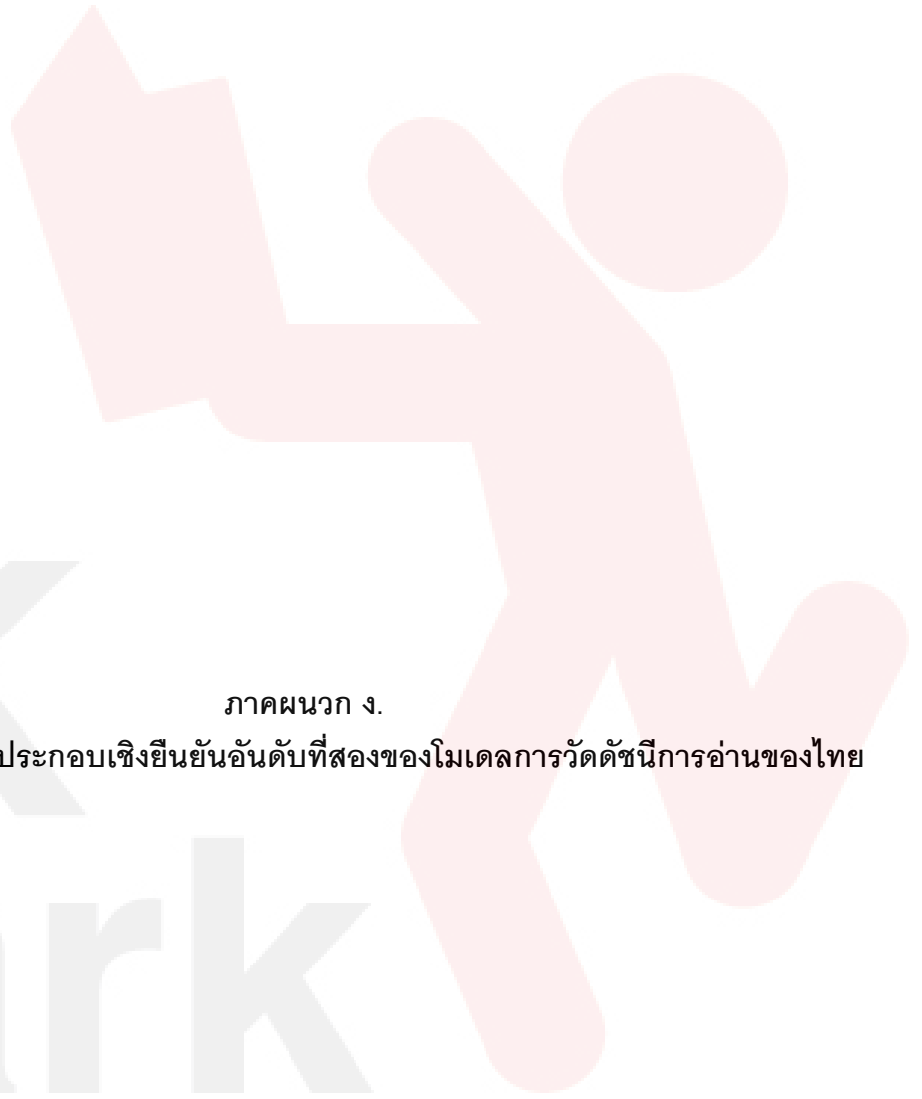 ภาคผนวก ง.
ประกอบเชิงยืนยันอันดับที่สองของโมเดลการวัดดัชนีการอ่านของไทย
ark